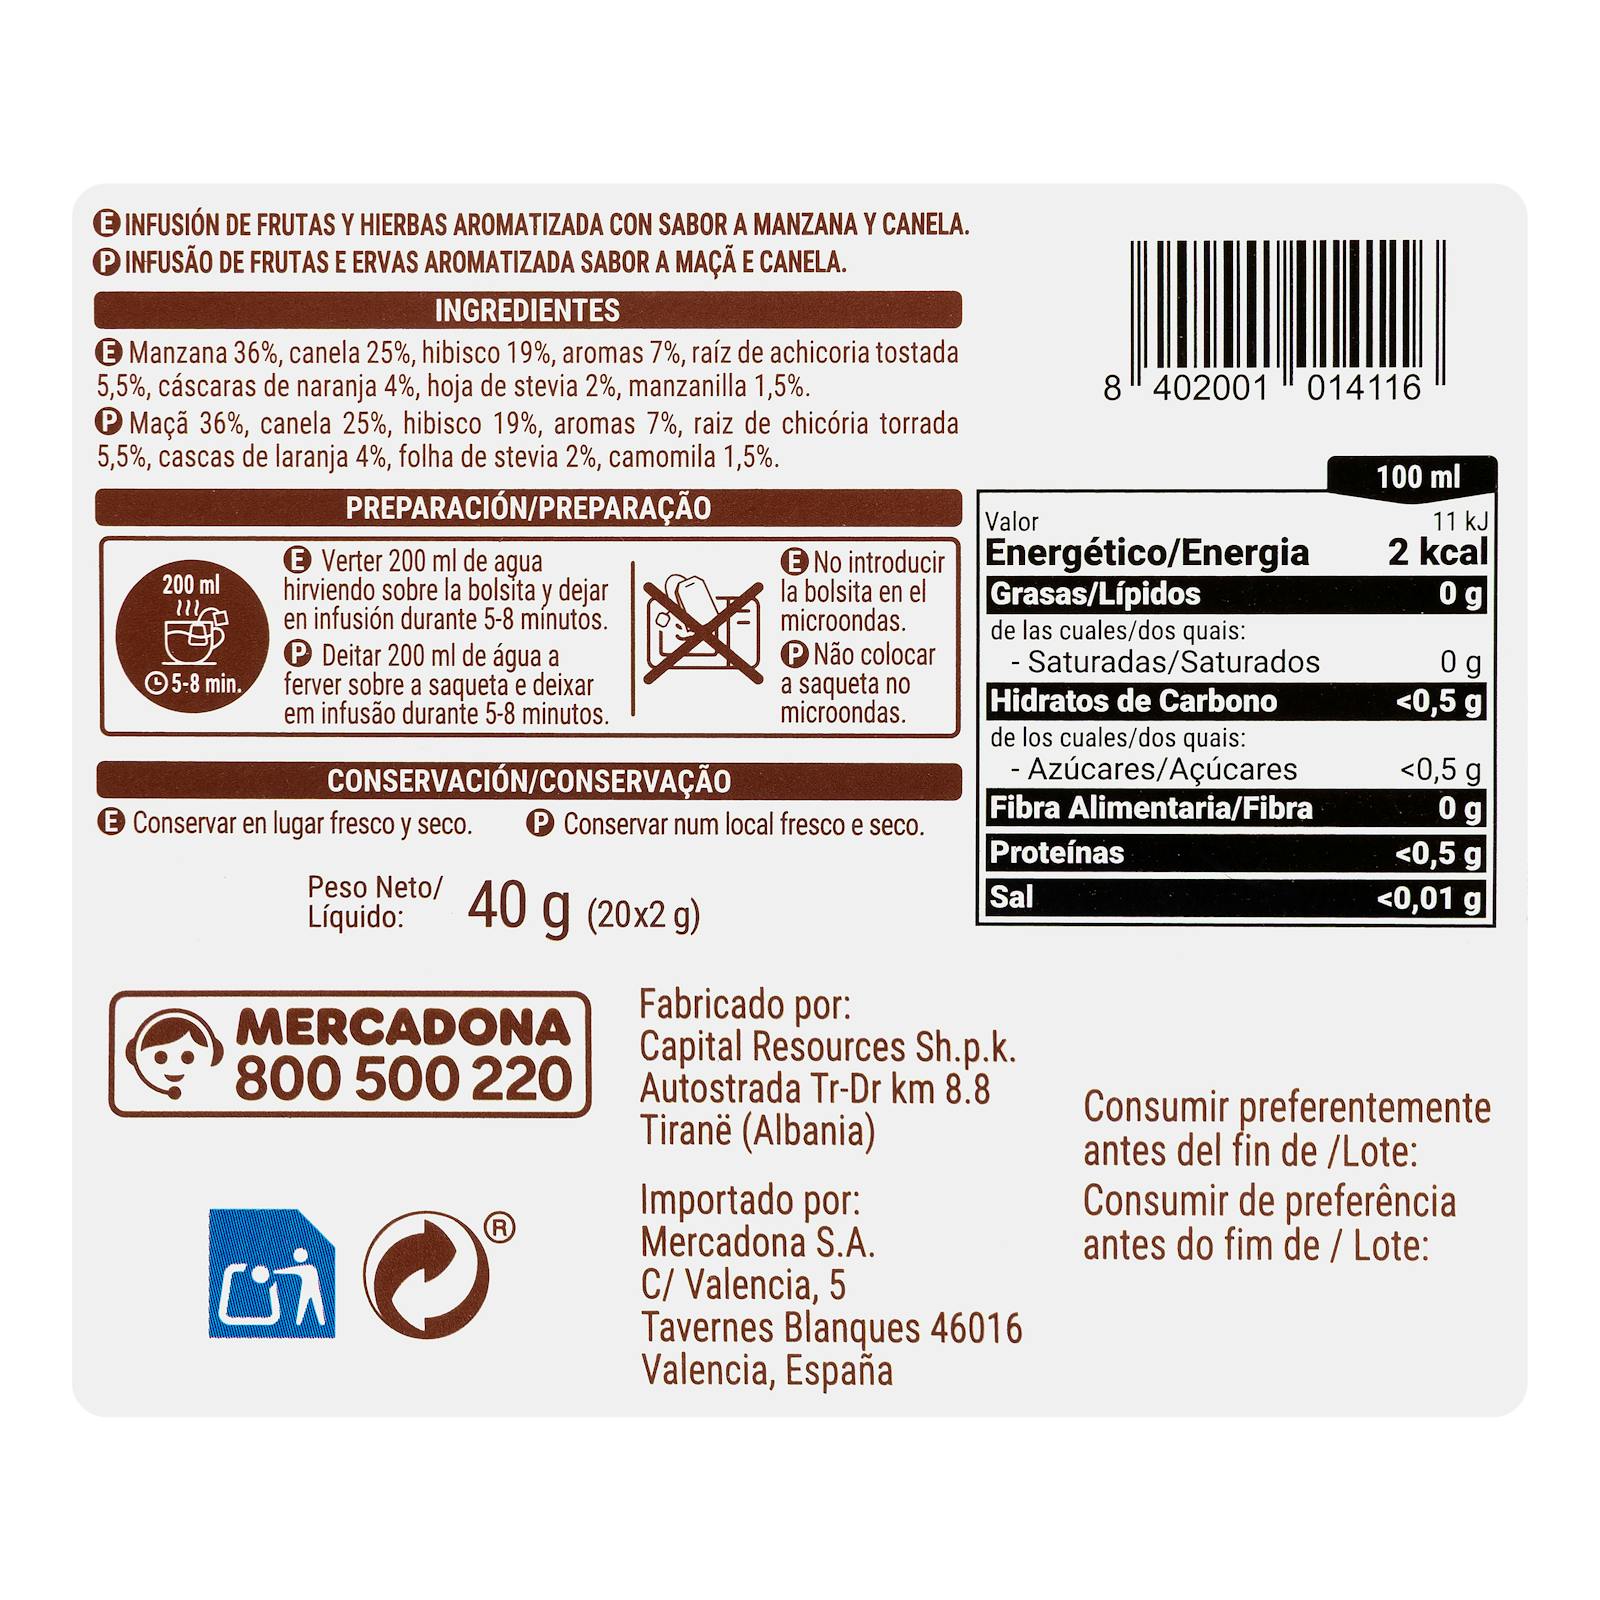 E INFUSIÓN DE FRUTAS Y HIERBAS AROMATIZADA CON SABOR A MANZANA Y CANELA.
P INFUSÃO DE FRUTAS E ERVAS AROMATIZADA SABOR A MAÇÃ E CANELA.
INGREDIENTES
E Manzana 36%, canela 25%, hibisco 19%, aromas 7%, raíz de achicoria tostada
5,5%, cáscaras de naranja 4%, hoja de stevia 2%, manzanilla 1,5%.
P Maçã 36%, canela 25%, hibisco 19%, aromas 7%, raiz de chicória torrada
5,5%, cascas de laranja 4%, folha de stevia 2%, camomila 1,5%.
PREPARACIÓN/PREPARAÇÃO
200 ml
5-8 min.
E Verter 200 ml de agua
hirviendo sobre la bolsita y dejar
en infusión durante 5-8 minutos.
P Deitar 200 ml de água a
ferver sobre a saqueta e deixar
em infusão durante 5-8 minutos.
E No introducir
la bolsita en el
microondas.
P Não colocar
a saqueta no
microondas.
CONSERVACIÓN/CONSERVAÇÃO
E Conservar en lugar fresco y seco.
P Conservar num local fresco e seco.
Peso Neto/
Líquido:
40 g (20x2 g)
8 402001 014116
100 ml
Valor 11 kJ
Energético/Energia 2 kcal
Grasas/Lípidos 0 g
de las cuales/dos quais:
- Saturadas/Saturados 0 g
Hidratos de Carbono <0,5 g
de los cuales/dos quais:
- Azúcares/Açúcares <0,5 g
Fibra Alimentaria/Fibra 0 g
Proteínas <0,5 g
Sal <0,01 g
MERCADONA
800 500 220
®
Fabricado por:
Capital Resources Sh.p.k.
Autostrada Tr-Dr km 8.8
Tiranë (Albania)
Importado por:
Mercadona S.A.
C/ Valencia, 5
Tavernes Blanques 46016
Valencia, España
Consumir preferentemente
antes del fin de /Lote:
Consumir de preferência
antes do fim de / Lote: